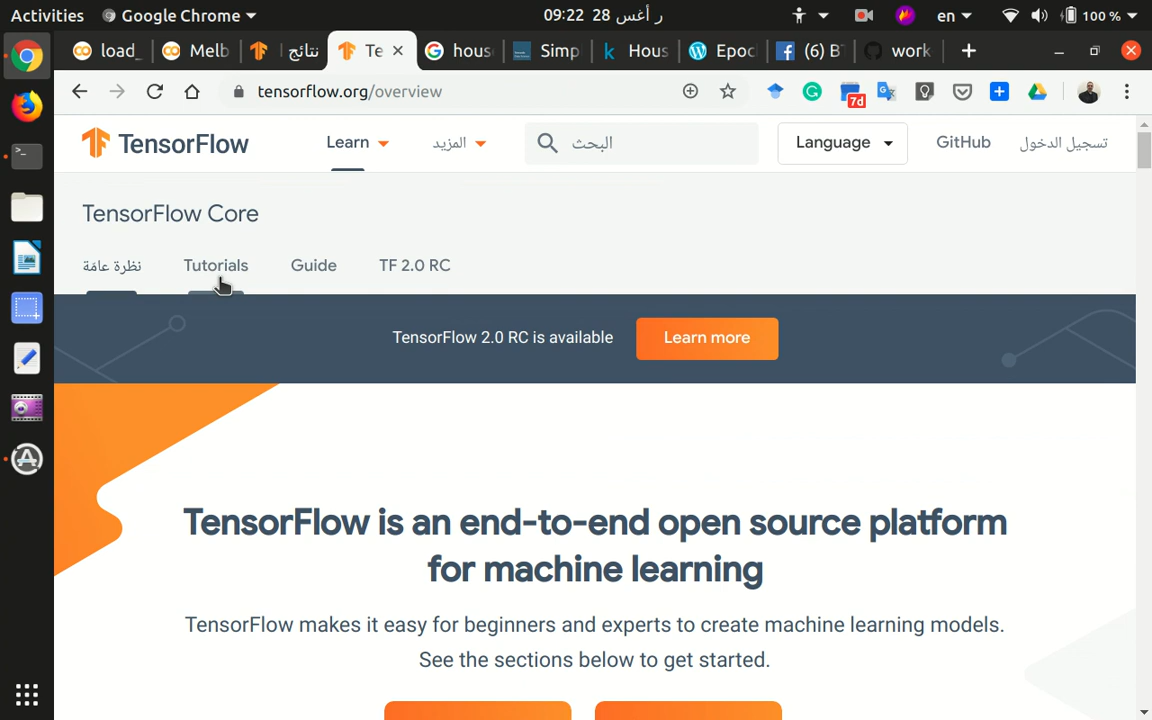 Activities Google Chrome 09:22 ر أغس 28 en 100 %
load_ Melb نتائج Te hous Simp Hous Epoc (6) B work
tensorflow.org/overview 7d
TensorFlow Learn المزيد البحث Language GitHub تسجيل الدخول
TensorFlow Core
نظرة عامّة Tutorials Guide TF 2.0 RC
TensorFlow 2.0 RC is available Learn more
TensorFlow is an end-to-end open source platform
for machine learning
TensorFlow makes it easy for beginners and experts to create machine learning models.
See the sections below to get started.